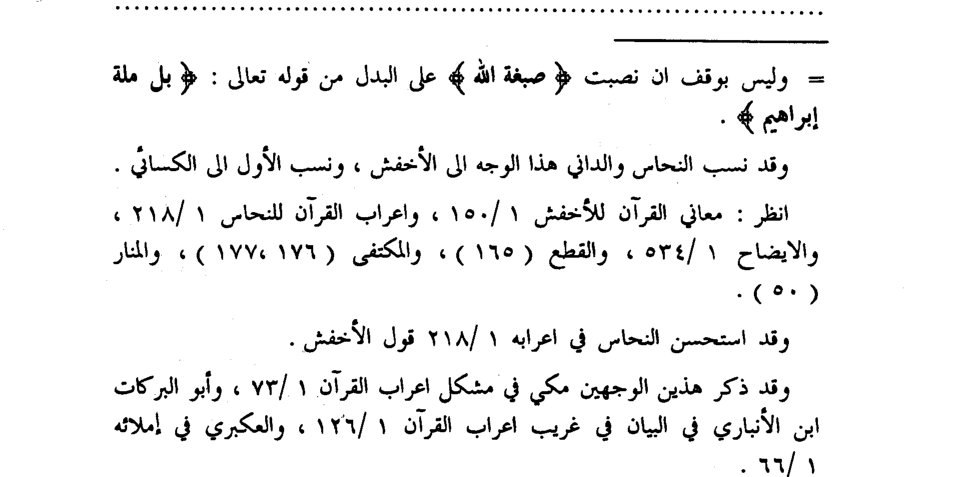 = وليس بوقف ان نصبت ﴿ صبغة الله ﴾ على البدل من قوله تعالى : ﴿ بل ملة
إبراهيم ﴾ .
وقد نسب النحاس والداني هذا الوجه الى الأخفش ، ونسب الأول الى الكسائي .
انظر : معاني القرآن للأخفش ١ /١٥٠ ، واعراب القرآن للنحاس ١ /٢١٨ ،
والايضاح ١ /٥٣٤ ، والقطع ( ١٦٥ ) ، والمكتفى ( ١٧٦ ،١٧٧ ) ، والمنار
( ٥٠ ) .
وقد استحسن النحاس في اعرابه ١ /٢١٨ قول الأخفش .
وقد ذكر هذين الوجهين مكي في مشكل اعراب القرآن ١ /٧٣ ، وأبو البركات
ابن الأنباري في البيان في غريب اعراب القرآن ١ /١٢٦ ، والعكبري في إملائه
١ /٦٦ .